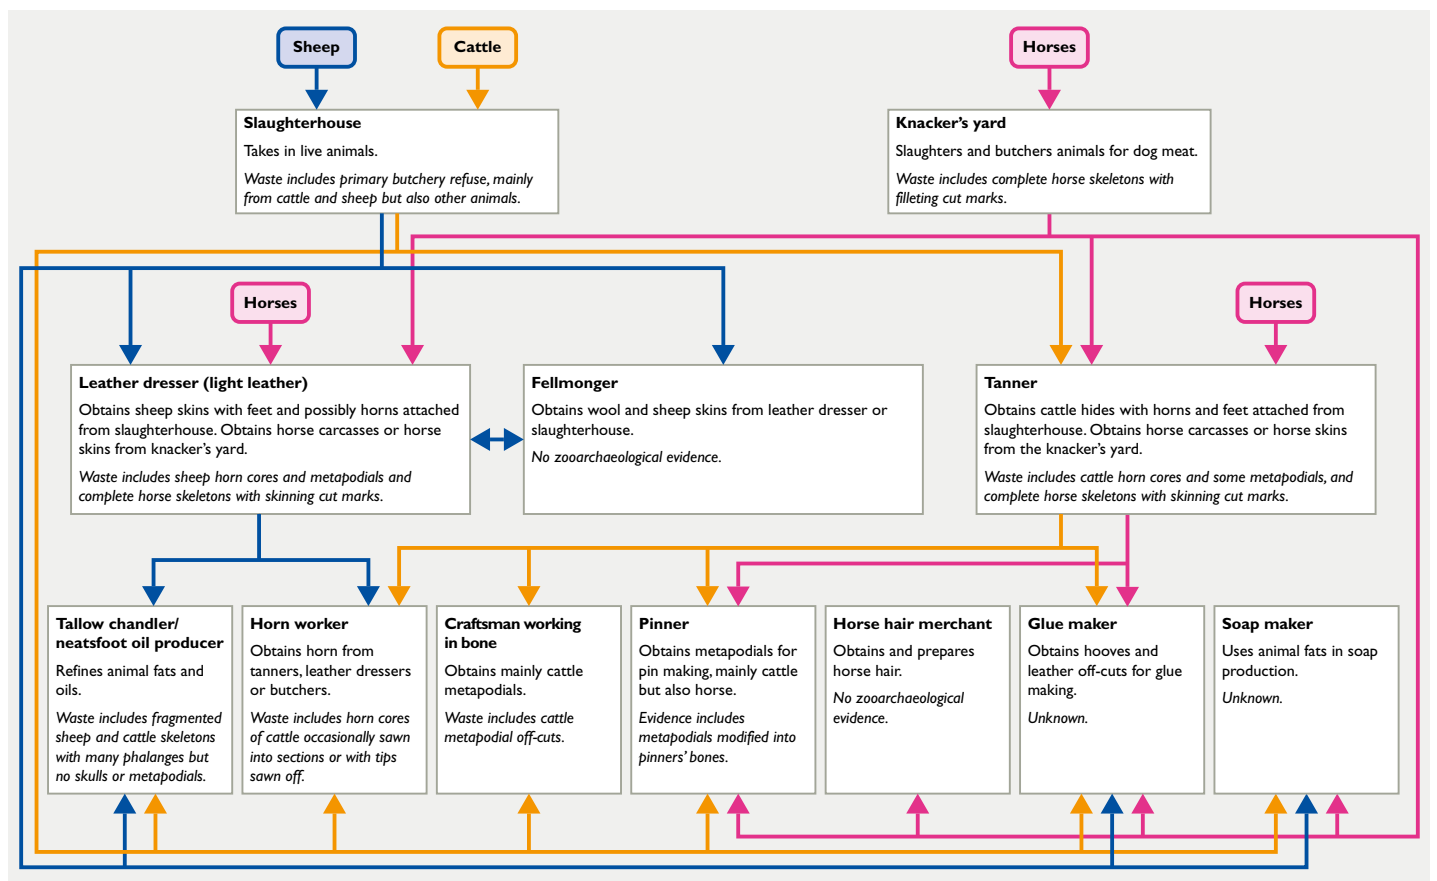 Sheep
Cattle
Horses
Slaughterhouse
Takes in live animals.
Waste includes primary butchery refuse, mainly
from cattle and sheep but also other animals.
Knacker's yard
Slaughters and butchers animals for dog meat.
Waste includes complete horse skeletons with
filleting cut marks.
Horses
Horses
Leather dresser (light leather)
Obtains sheep skins with feet and possibly horns attached
from slaughterhouse. Obtains horse carcasses or horse
skins from knacker's yard.
Waste includes sheep horn cores and metapodials and
complete horse skeletons with skinning cut marks.
Fellmonger
Obtains wool and sheep skins from leather dresser or
slaughterhouse.
No zooarchaeological evidence.
Tanner
Obtains cattle hides with horns and feet attached from
slaughterhouse. Obtains horse carcasses or horse skins
from the knacker's yard.
Waste includes cattle horn cores and some metapodials, and
complete horse skeletons with skinning cut marks.
Tallow chandler/
neatsfoot oil producer
Refines animal fats and
oils.
Waste includes fragmented
sheep and cattle skeletons
with many phalanges but
no skulls or metapodials.
Horn worker
Obtains horn from
tanners, leather dressers
or butchers.
Waste includes horn cores
of cattle occasionally sawn
into sections or with tips
sawn off.
Craftsman working
in bone
Obtains mainly cattle
metapodials.
Waste includes cattle
metapodial off-cuts.
Pinner
Obtains metapodials for
pin making, mainly cattle
but also horse.
Evidence includes
metapodials modified into
pinners' bones.
Horse hair merchant
Obtains and prepares
horse hair.
No zooarchaeological
evidence.
Glue maker
Obtains hooves and
leather off-cuts for glue
making.
Unknown.
Soap maker
Uses animal fats in soap
production.
Unknown.